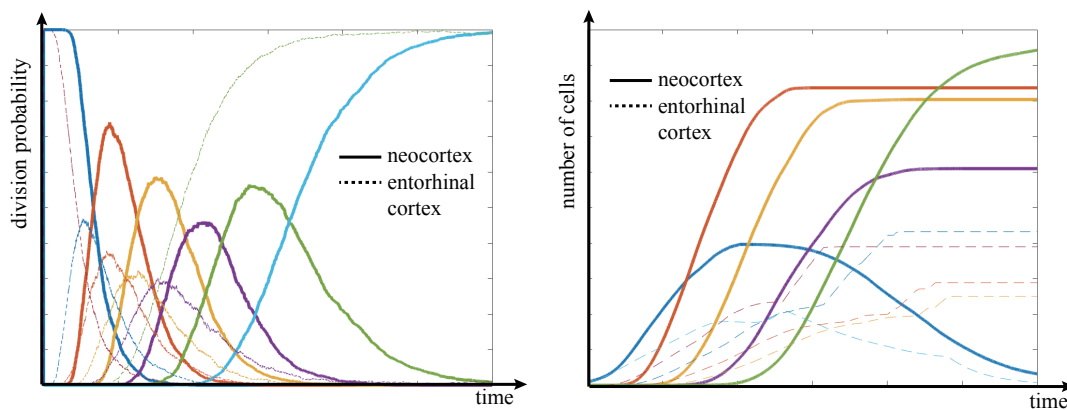 division probability
neocortex
entorhinal
cortex
time
number of cells
neocortex
entorhinal
cortex
time